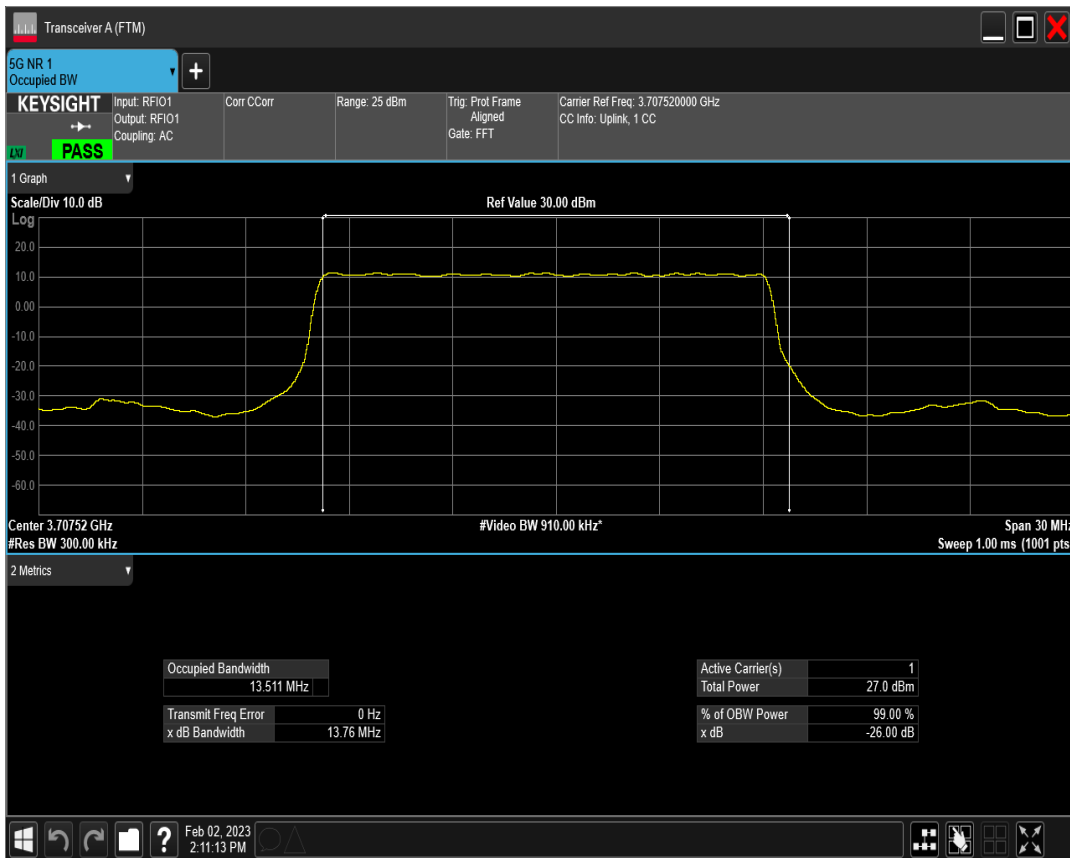 Transceiver A (FTM)
5G NR 1
Occupied BW
+
KEYSIGHT
LXI
PASS
Input: RFIO1
Output: RFIO1
Coupling: AC
Corr CCorr
Range: 25 dBm
Trig: Prot Frame
Aligned
Gate: FFT
Carrier Ref Freq: 3.707520000 GHz
CC Info: Uplink, 1 CC
1 Graph
Scale/Div 10.0 dB
Ref Value 30.00 dBm
Log
20.0
10.0
0.00
-10.0
-20.0
-30.0
-40.0
-50.0
-60.0
Center 3.70752 GHz
#Video BW 910.00 kHz*
Span 30 MHz
#Res BW 300.00 kHz
Sweep 1.00 ms (1001 pts
2 Metrics
Occupied Bandwidth
13.511 MHz
Transmit Freq Error 0 Hz
x dB Bandwidth 13.76 MHz
Active Carrier(s) 1
Total Power 27.0 dBm
% of OBW Power 99.00 %
x dB -26.00 dB
?
Feb 02, 2023
2:11:13 PM